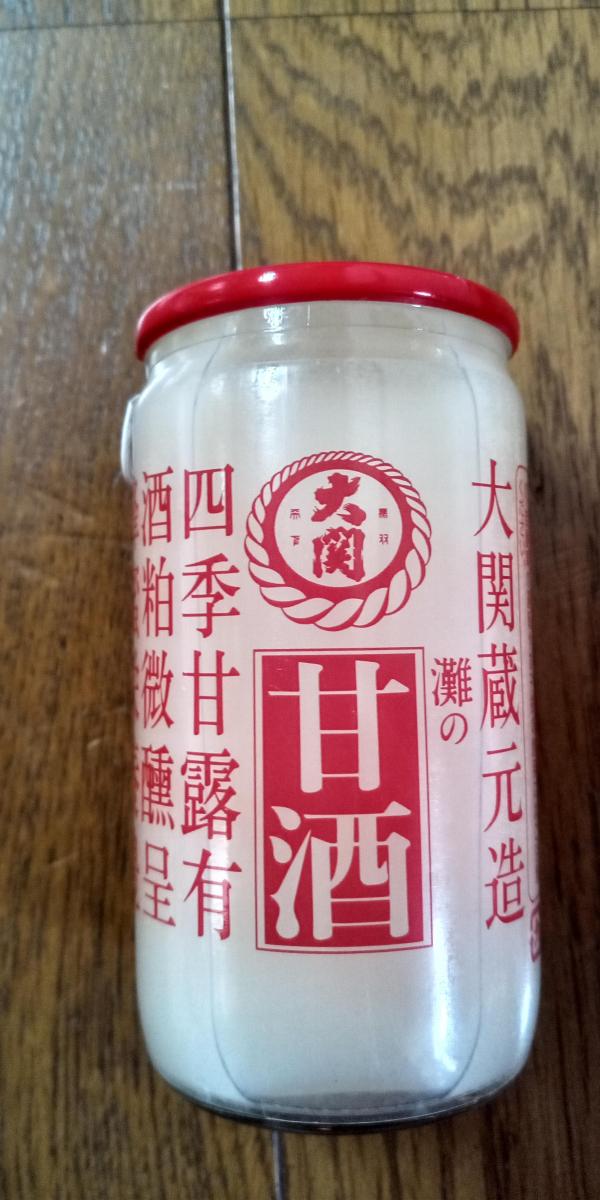 大関蔵元造
灘の
大関
甘酒
四季甘露有
酒粕微醺呈